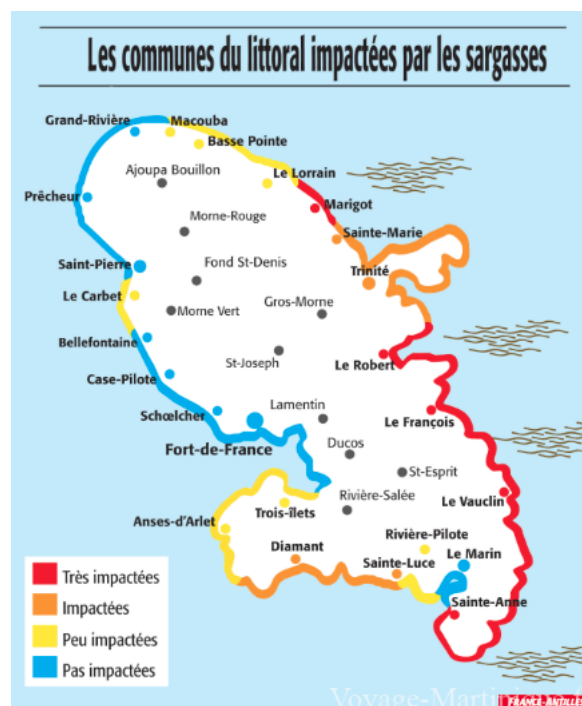 Les communes du littoral impactées par les sargasses
Grand-Rivière
Macouba
Basse Pointe
Ajoupa Bouillon
Le Lorrain
Prêcheur
Marigot
Morne-Rouge
Sainte-Marie
Saint-Pierre
Fond St-Denis
Trinité
Le Carbet
Gros-Morne
Morne Vert
Bellefontaine
St-Joseph
Le Robert
Case-Pilote
Schœlcher
Lamentin
Le François
Fort-de-France
Ducos
St-Esprit
Le Vauclin
Rivière-Salée
Trois-îlets
Anses-d'Arlet
Rivière-Pilote
Diamant
Le Marin
Sainte-Luce
Sainte-Anne
Très impactées
Impactées
Peu impactées
Pas impactées
FRANCE-ANTILLES